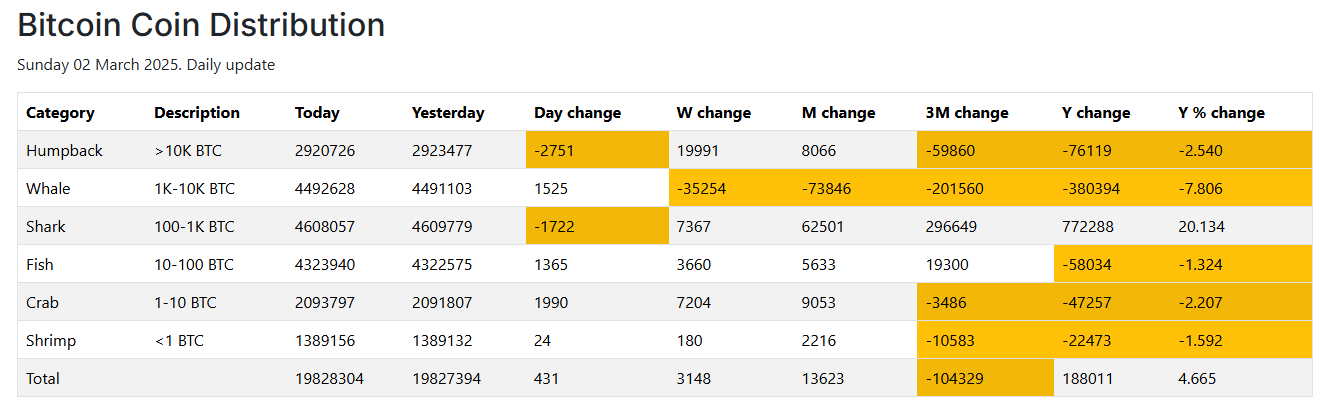 Bitcoin Coin Distribution
Sunday 02 March 2025. Daily update
Category Description Today Yesterday Day change W change M change 3M change Y change Y % change
Humpback >10K BTC 2920726 2923477 -2751 19991 8066 -59860 -76119 -2.540
Whale 1K-10K BTC 4492628 4491103 1525 -35254 -73846 -201560 -380394 -7.806
Shark 100-1K BTC 4608057 4609779 -1722 7367 62501 296649 772288 20.134
Fish 10-100 BTC 4323940 4322575 1365 3660 5633 19300 -58034 -1.324
Crab 1-10 BTC 2093797 2091807 1990 7204 9053 -3486 -47257 -2.207
Shrimp <1 BTC 1389156 1389132 24 180 2216 -10583 -22473 -1.592
Total 19828304 19827394 431 3148 13623 -104329 188011 4.665